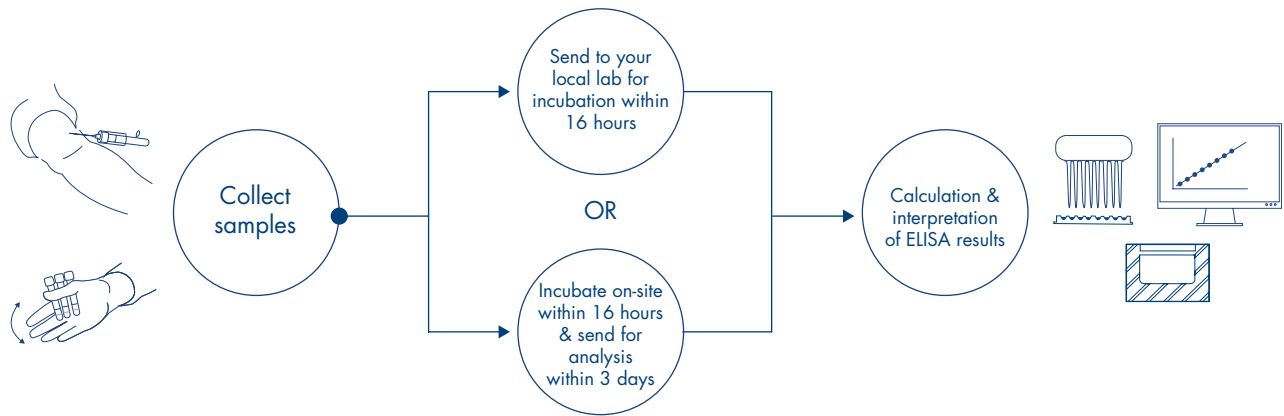 Collect
samples
Send to your
local lab for
incubation within
16 hours
OR
Incubate on-site
within 16 hours
& send for
analysis
within 3 days
Calculation &
interpretation
of ELISA results